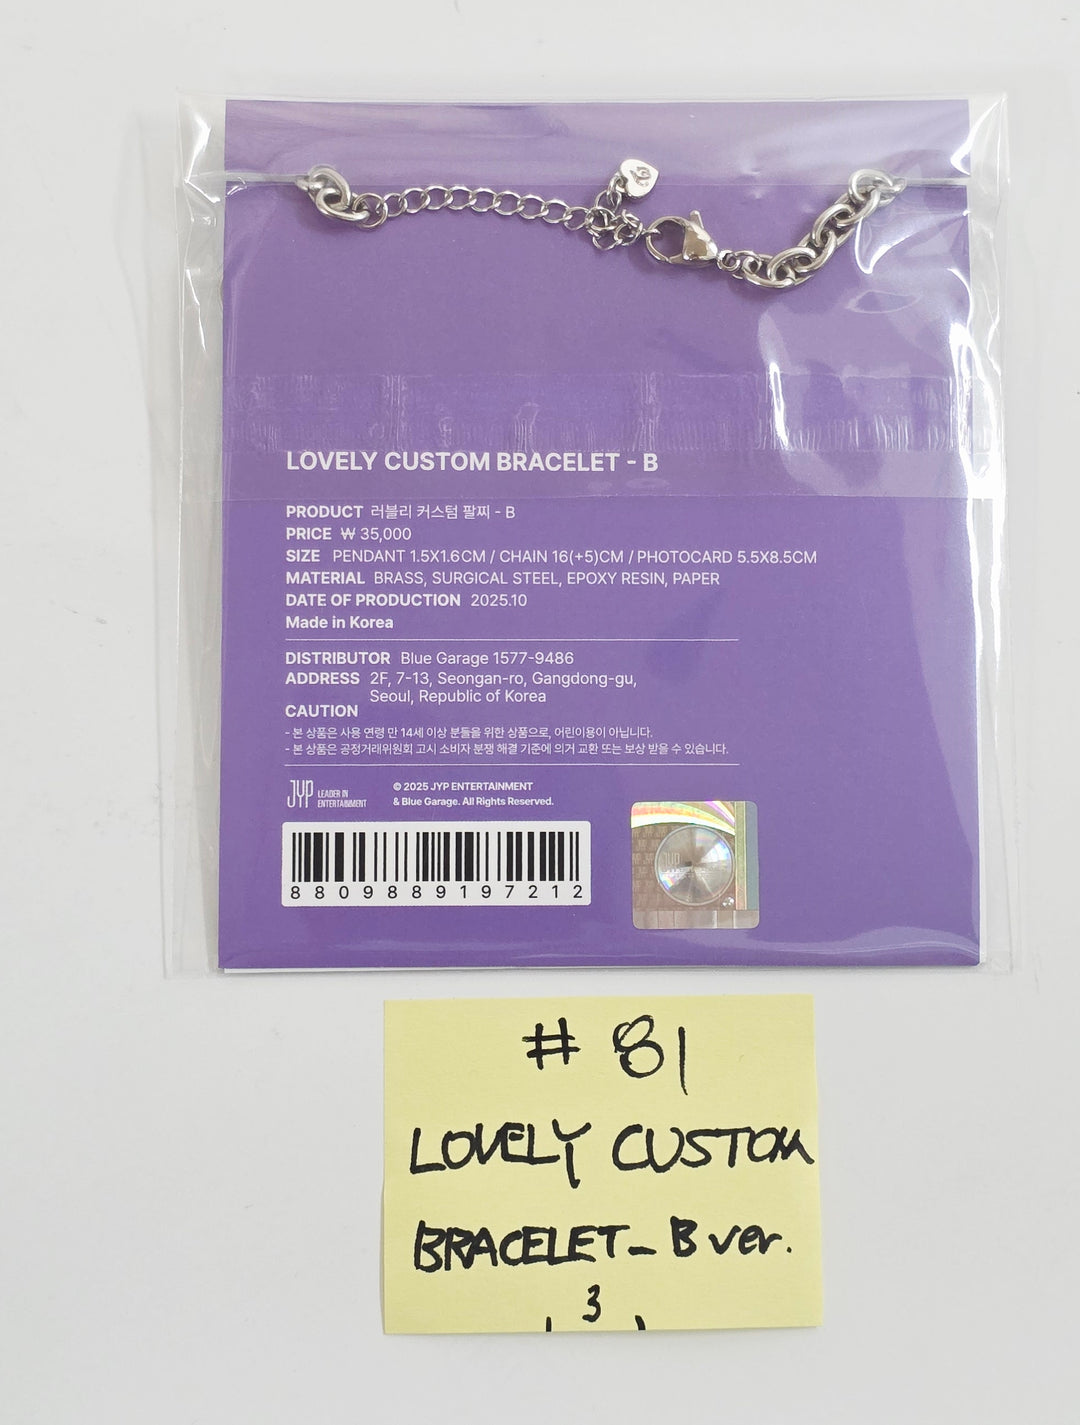 LOVELY CUSTOM BRACELET - B
PRODUCT 러블리 커스텀 팔찌 - B
PRICE ₩ 35,000
SIZE PENDANT 1.5X1.6CM / CHAIN 16(+5)CM / PHOTOCARD 5.5X8.5CM
MATERIAL BRASS, SURGICAL STEEL, EPOXY RESIN, PAPER
DATE OF PRODUCTION 2025.10
Made in Korea
DISTRIBUTOR Blue Garage 1577-9486
ADDRESS 2F, 7-13, Seongan-ro, Gangdong-gu,
Seoul, Republic of Korea
CAUTION
- 본 상품은 사용 연령 만 14세 이상 분들을 위한 상품으로, 어린이용이 아닙니다.
- 본 상품은 공정거래위원회 고시 소비자 분쟁 해결 기준에 의거 교환 또는 보상 받을 수 있습니다.
JYP LEADER IN
ENTERTAINMENT
© 2025 JYP ENTERTAINMENT
& Blue Garage. All Rights Reserved.
8809889197212
JYP
# 81
LOVELY CUSTOM
BRACELET - B ver.
3